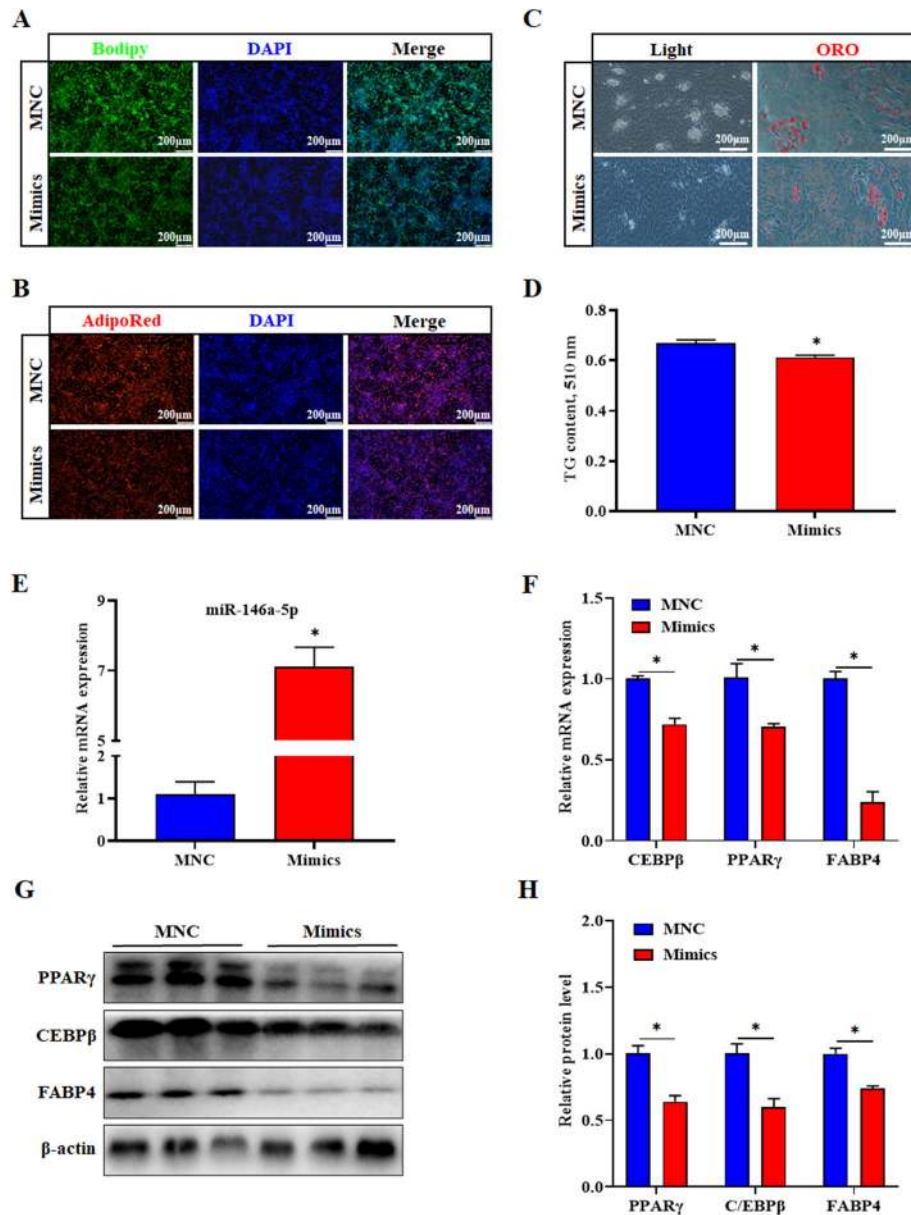 A
Bodipy DAPI Merge
MNC
200μm 200μm 200μm
Mimics
200μm 200μm 200μm
C
Light ORO
MNC
200μm 200μm
Mimics
200μm 200μm
B
AdipoRed DAPI Merge
MNC
200μm 200μm 200μm
Mimics
200μm 200μm 200μm
D
TG content, 510 nm
0.8
0.6
0.4
0.2
0.0
*
MNC Mimics
E
miR-146a-5p
Relative mRNA expression
9
7
5
2
1
0
*
MNC Mimics
F
MNC
Mimics
Relative mRNA expression
1.5
1.0
0.5
0.0
* * *
CEBPβ PPARγ FABP4
G
MNC Mimics
PPARγ
CEBPβ
FABP4
β-actin
H
MNC
Mimics
Relative protein level
2.0
1.5
1.0
0.5
0.0
* * *
PPARγ C/EBPβ FABP4